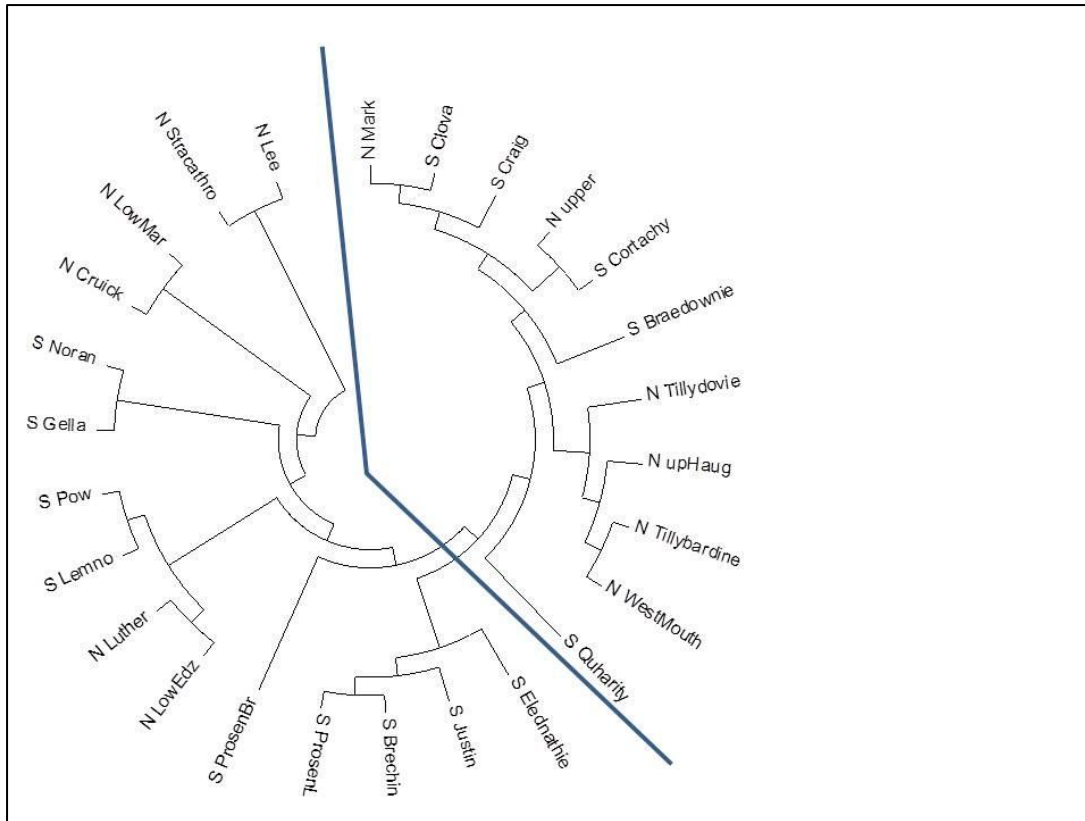 N Mark
S Clova
S Craig
N upper
S Cortachy
S Braedownie
N Tillydovie
N upHaug
N Tillybardine
N WestMouth
S Quharity
S Elednathie
S Justin
S Brechin
S ProsenL
S ProsenBr
N LowEdz
N Luther
S Lemno
S Pow
S Gella
S Noran
N Cruick
N LowMar
N Stracathro
N Lee